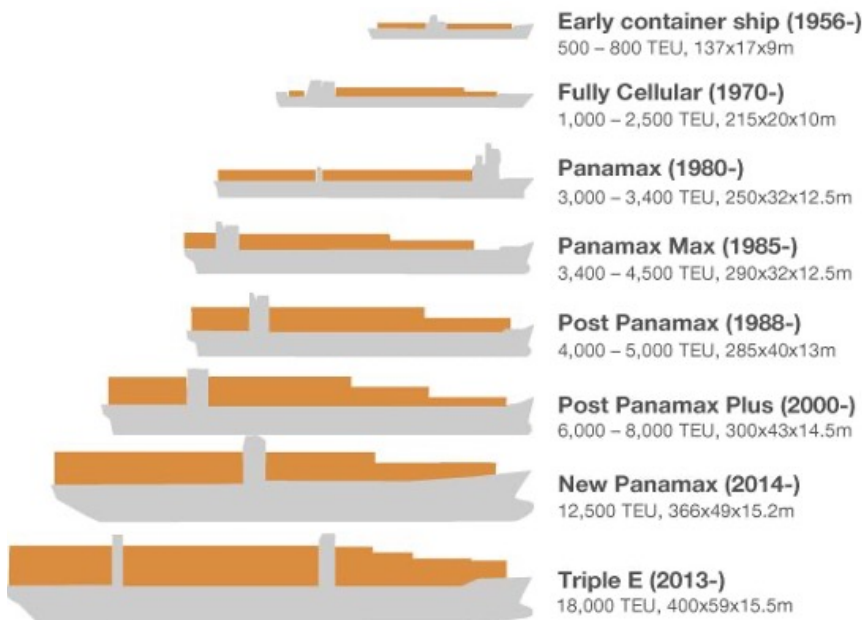 Early container ship (1956-)
500 – 800 TEU, 137x17x9m
Fully Cellular (1970-)
1,000 – 2,500 TEU, 215x20x10m
Panamax (1980-)
3,000 – 3,400 TEU, 250x32x12.5m
Panamax Max (1985-)
3,400 – 4,500 TEU, 290x32x12.5m
Post Panamax (1988-)
4,000 – 5,000 TEU, 285x40x13m
Post Panamax Plus (2000-)
6,000 – 8,000 TEU, 300x43x14.5m
New Panamax (2014-)
12,500 TEU, 366x49x15.2m
Triple E (2013-)
18,000 TEU, 400x59x15.5m